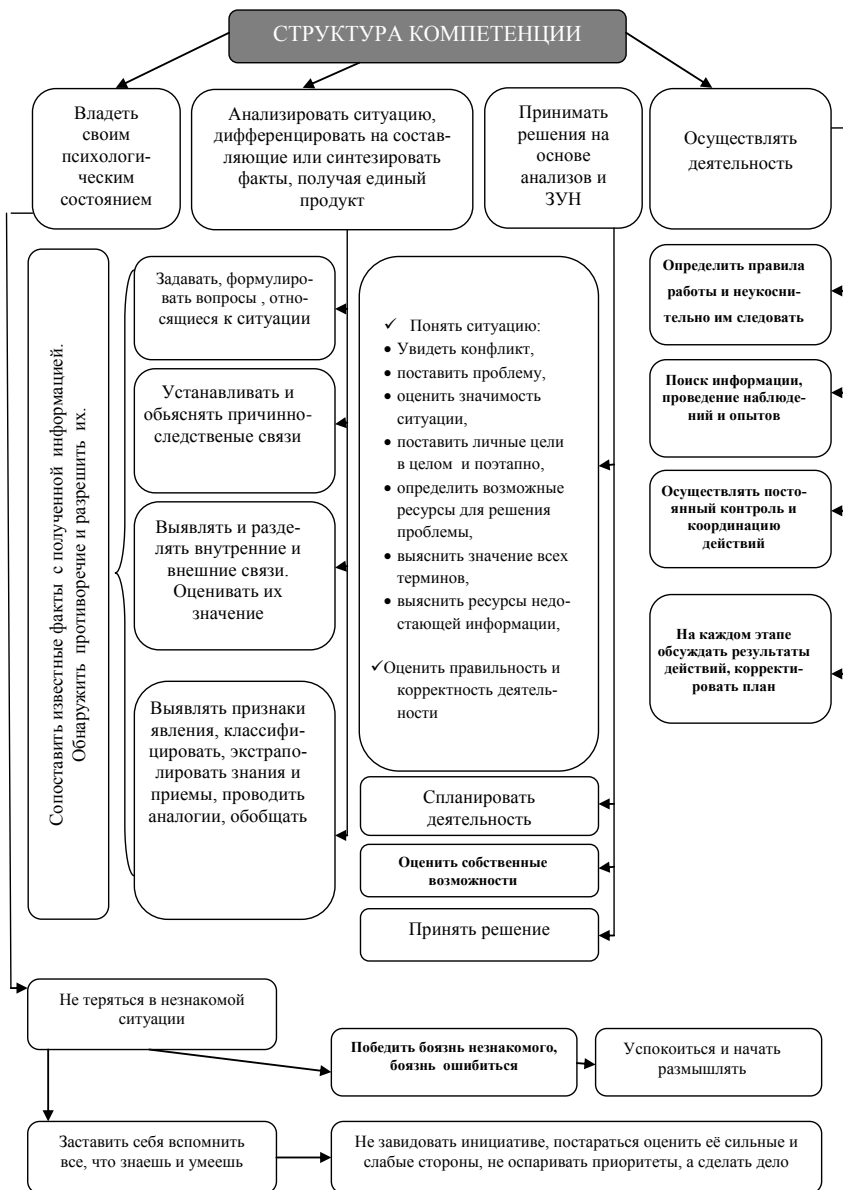 СТРУКТУРА КОМПЕТЕНЦИИ
Владеть
своим
психологи-
ческим
состоянием
Анализировать ситуацию,
дифференцировать на состав-
ляющие или синтезировать
факты, получая единый
продукт
Принимать
решения на
основе
анализов и
ЗУН
Осуществлять
деятельность
Сопоставить известные факты с полученной информацией.
Обнаружить противоречие и разрешить их.
Задавать, формулиро-
вать вопросы , отно-
сящиеся к ситуации
Устанавливать и
обьяснять причинно-
следственые связи
Выявлять и разде-
лять внутренние и
внешние связи.
Оценивать их
значение
Выявлять признаки
явления, классифи-
цировать, экстрапо-
лировать знания и
приемы, проводить
аналогии, обобщать
✓ Понять ситуацию:
• Увидеть конфликт,
• поставить проблему,
• оценить значимость
ситуации,
• поставить личные цели
в целом и поэтапно,
• определить возможные
ресурсы для решения
проблемы,
• выяснить значение всех
терминов,
• выяснить ресурсы недо-
стающей информации,
✓Оценить правильность и
корректность деятель-
ности
Спланировать
деятельность
Оценить собственные
возможности
Принять решение
Определить правила
работы и неукосни-
тельно им следовать
Поиск информации,
проведение наблюде-
ний и опытов
Осуществлять посто-
янный контроль и
координацию
действий
На каждом этапе
обсуждать результаты
действий, корректи-
ровать план
Не теряться в незнакомой
ситуации
Победить боязнь незнакомого,
боязнь ошибиться
Успокоиться и начать
размышлять
Заставить себя вспомнить
все, что знаешь и умеешь
Не завидовать инициативе, постараться оценить её сильные и
слабые стороны, не оспаривать приоритеты, а сделать дело